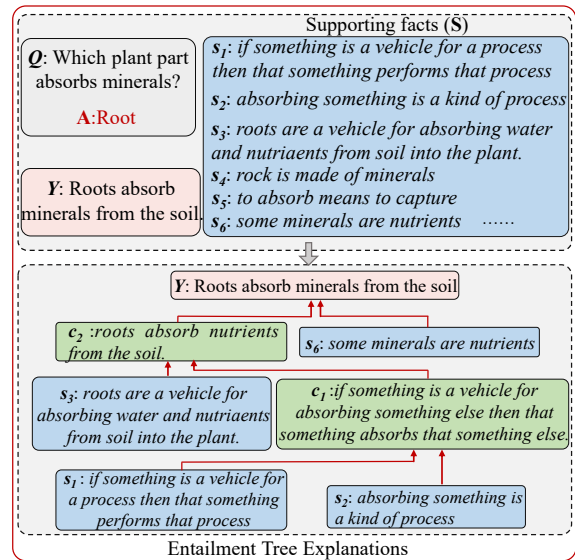 Supporting facts (S)
Q: Which plant part
absorbs minerals?
A:Root
Y: Roots absorb
minerals from the soil.
s1: if something is a vehicle for a process
then that something performs that process
s2: absorbing something is a kind of process
s3: roots are a vehicle for absorbing water
and nutriaents from soil into the plant.
s4: rock is made of minerals
s5: to absorb means to capture
s6: some minerals are nutrients ……
Y: Roots absorb minerals from the soil
c2 :roots absorb nutrients
from the soil.
s6: some minerals are nutrients
s3: roots are a vehicle for
absorbing water and nutriaents
from soil into the plant.
c1:if something is a vehicle for
absorbing something else then that
something absorbs that something else.
s1: if something is a vehicle for
a process then that something
performs that process
s2: absorbing something is
a kind of process
Entailment Tree Explanations